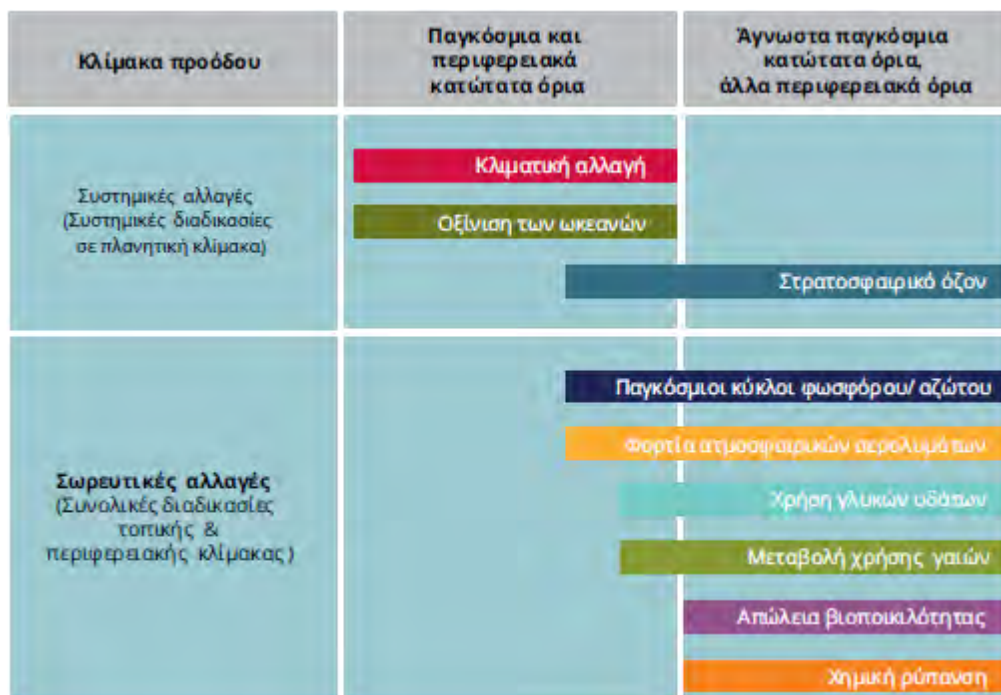 Κλίμακα προόδου
Παγκόσμια και
περιφερειακά
κατώτατα όρια
Άγνωστα παγκόσμια
κατώτατα όρια,
άλλα περιφερειακά όρια
Συστημικές αλλαγές
(Συστημικές διαδικασίες
σε πλανητική κλίμακα)
Κλιματική αλλαγή
Οξίνιση των ωκεανών
Στρατοσφαιρικό όζον
Σωρευτικές αλλαγές
(Συνολικές διαδικασίες
τοπικής &
περιφερειακής κλίμακας )
Παγκόσμιοι κύκλοι φωσφόρου/ αζώτου
Φορτία ατμοσφαιρικών αερολυμάτων
Χρήση γλυκών υδάτων
Μεταβολή χρήσης γαιών
Απώλεια βιοποικιλότητας
Χημική ρύπανση